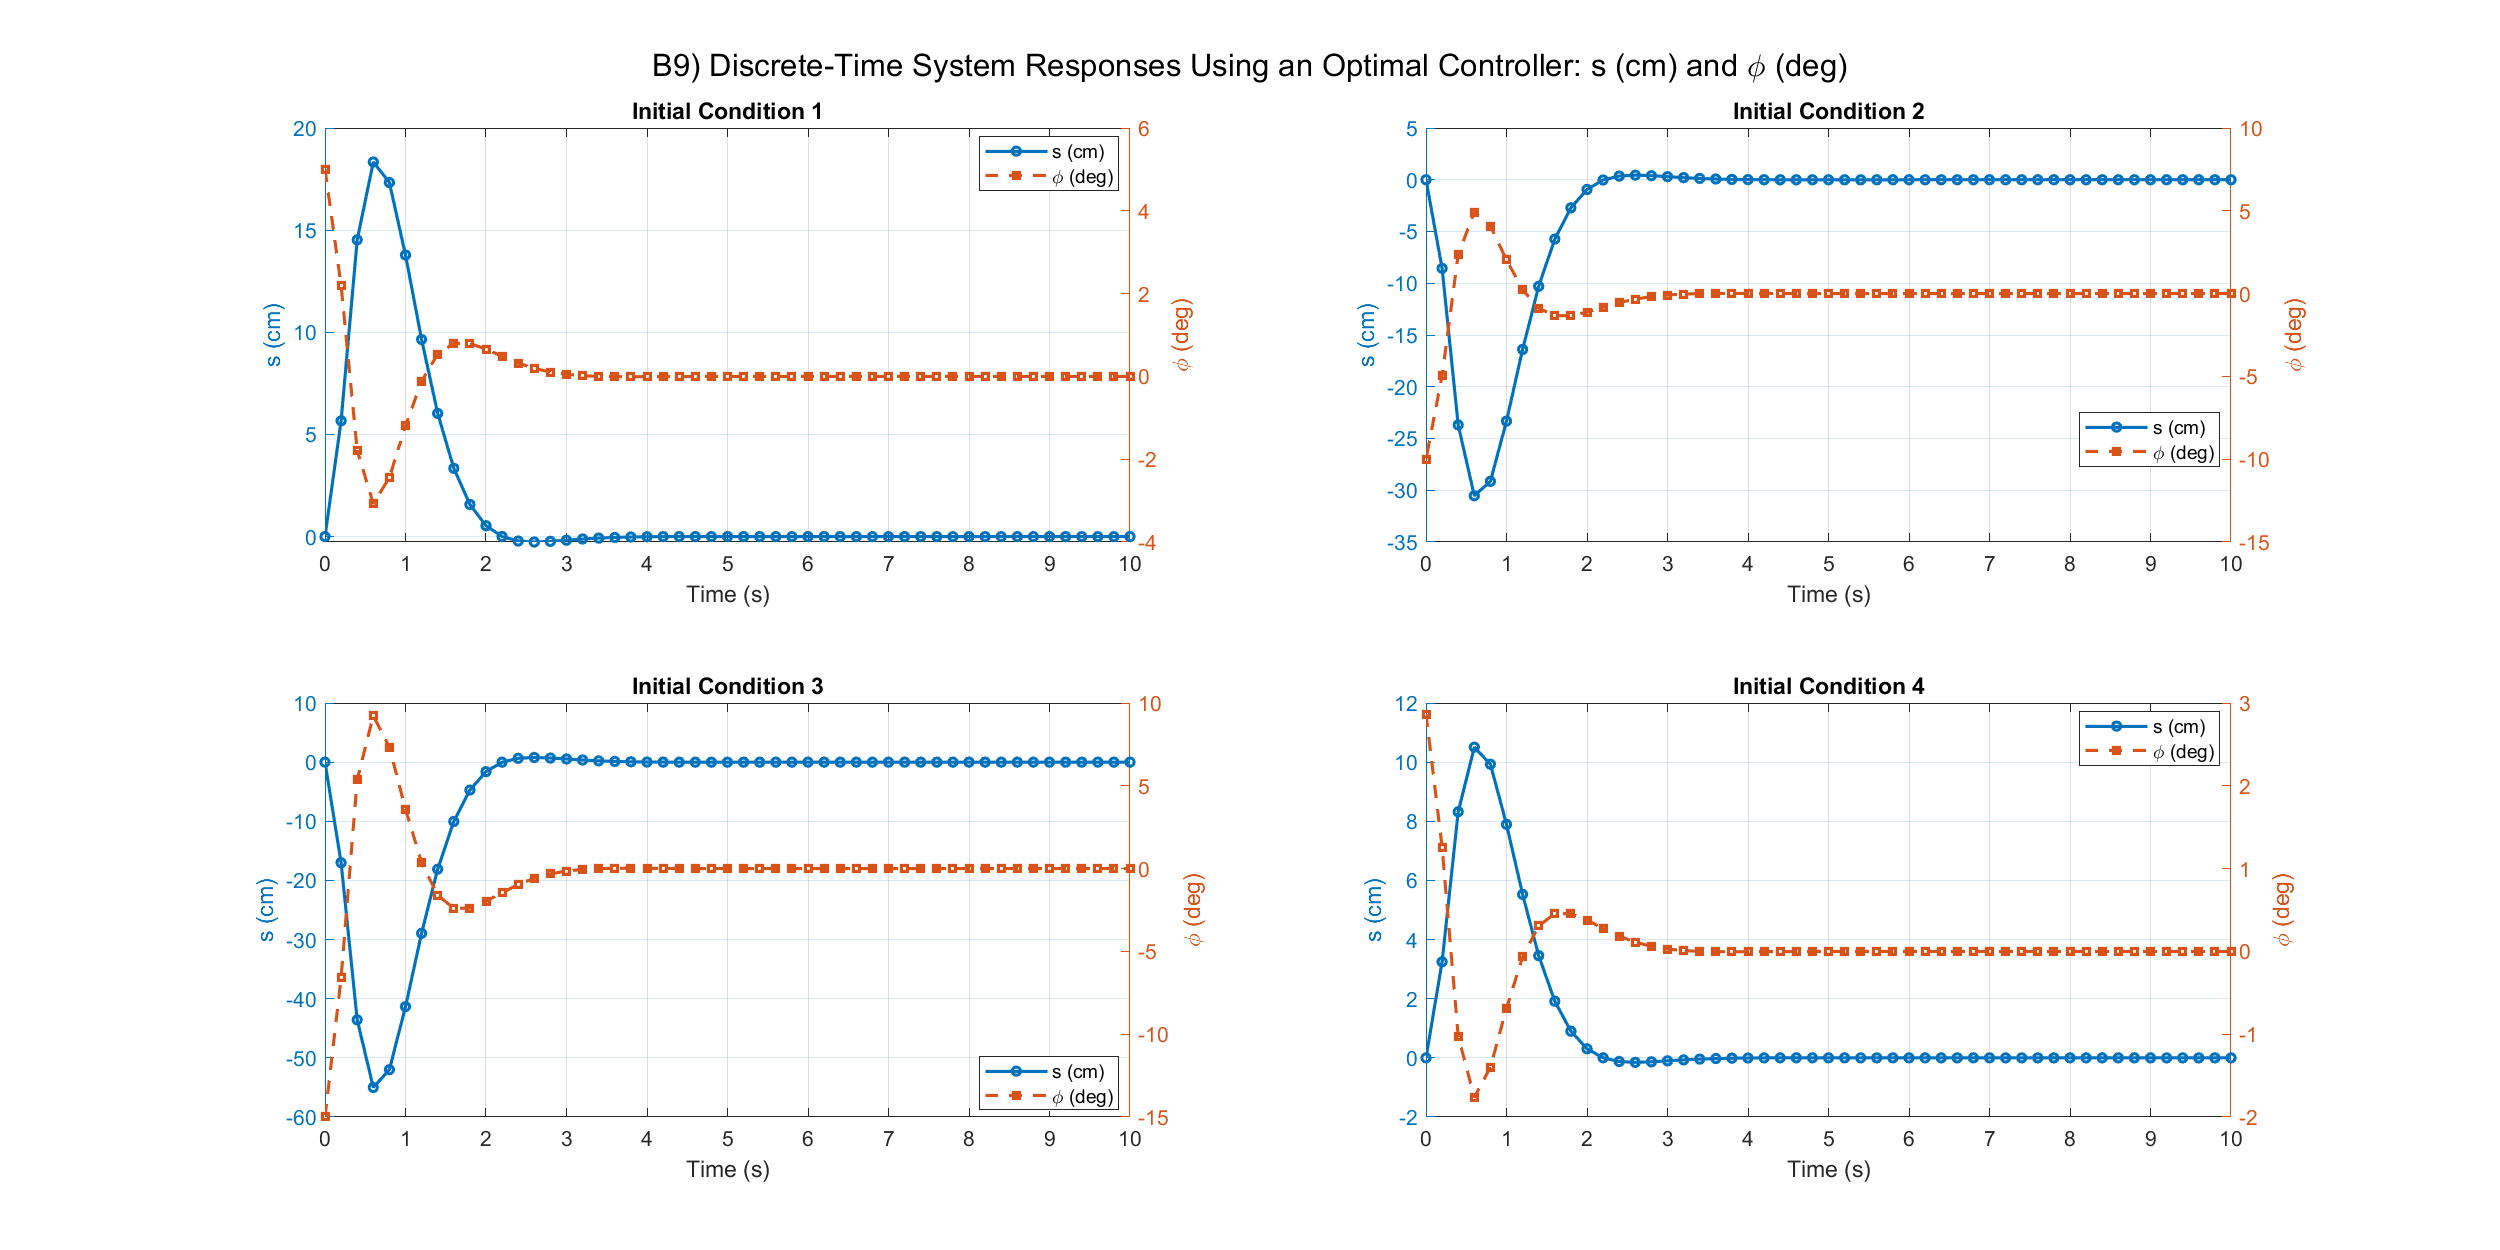 B9) Discrete-Time System Responses Using an Optimal Controller: s (cm) and ϕ (deg)
Initial Condition 1
20
15
10
5
0
6
4
2
0
-2
-4
s (cm)
ϕ (deg)
s (cm)
ϕ (deg)
0 1 2 3 4 5 6 7 8 9 10
Time (s)
Initial Condition 2
5
0
-5
-10
-15
-20
-25
-30
-35
10
5
0
-5
-10
-15
s (cm)
ϕ (deg)
s (cm)
ϕ (deg)
0 1 2 3 4 5 6 7 8 9 10
Time (s)
Initial Condition 3
10
0
-10
-20
-30
-40
-50
-60
10
5
0
-5
-10
-15
s (cm)
ϕ (deg)
s (cm)
ϕ (deg)
0 1 2 3 4 5 6 7 8 9 10
Time (s)
Initial Condition 4
12
10
8
6
4
2
0
-2
3
2
1
0
-1
-2
s (cm)
ϕ (deg)
s (cm)
ϕ (deg)
0 1 2 3 4 5 6 7 8 9 10
Time (s)